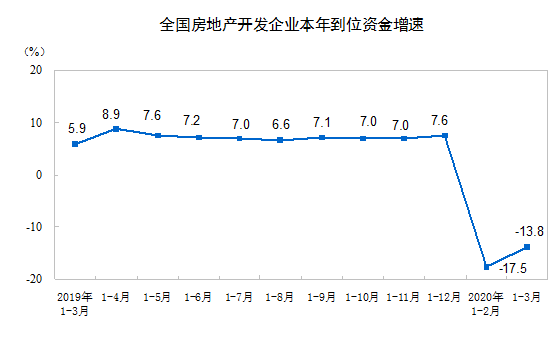 全国房地产开发企业本年到位资金增速
(%)
20
10
0
-10
-20
5.9
8.9
7.6
7.2
7.0
6.6
7.1
7.0
7.0
7.6
-17.5
-13.8
2019年
1-3月
1-4月
1-5月
1-6月
1-7月
1-8月
1-9月
1-10月
1-11月
1-12月
2020年
1-2月
1-3月